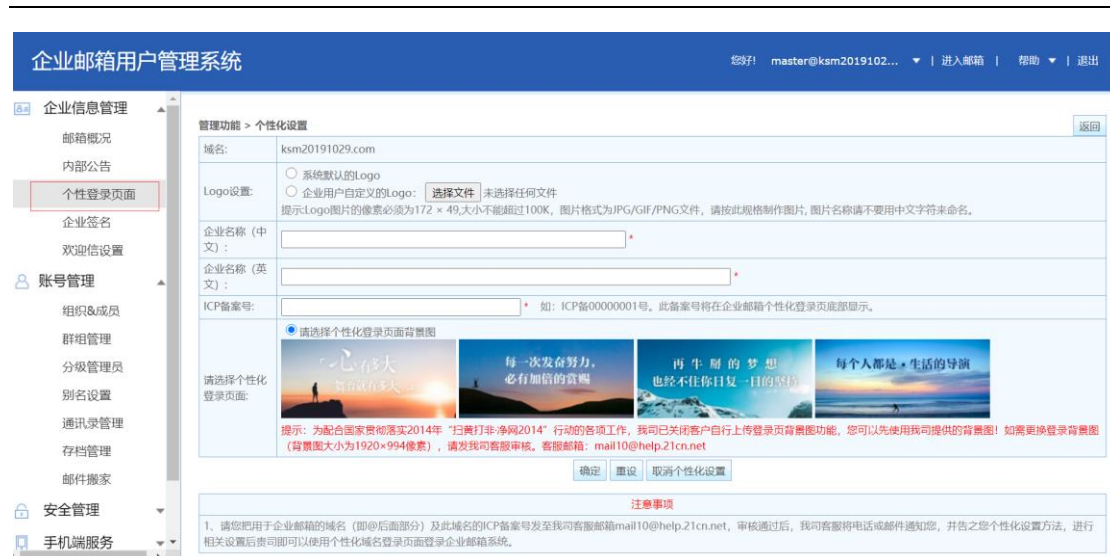 企业邮箱用户管理系统
您好! master@ksm2019102... ▼ | 进入邮箱 | 帮助 ▼ | 退出
企业信息管理
邮箱概况
内部公告
个性登录页面
企业签名
欢迎信设置
账号管理
组织&成员
群组管理
分级管理员
别名设置
通讯录管理
存档管理
邮件搬家
安全管理
手机端服务
管理功能 > 个性化设置
返回
域名: ksm20191029.com
Logo设置:
系统默认的Logo
企业用户自定义的Logo: 选择文件 未选择任何文件
提示:Logo图片的像素必须为172 × 49,大小不能超过100K，图片格式为JPG/GIF/PNG文件，请按此规格制作图片,图片名称请不要用中文字符来命名。
企业名称（中
文）: *
企业名称（英
文）: *
ICP备案号: * 如：ICP备00000001号。此备案号将在企业邮箱个性化登录页底部显示。
请选择个性化
登录页面:
请选择个性化登录页面背景图
心有多大
舞台就有多大
每一次发奋努力，
必有加倍的赏赐
再牛掰的梦想
也经不住你日复一日的坚持
每个人都是·生活的导演
提示：为配合国家贯彻落实2014年“扫黄打非·净网2014”行动的各项工作，我司已关闭客户自行上传登录页背景图功能，您可以先使用我司提供的背景图！如需更换登录背景图
（背景图大小为1920×994像素），请发我司客服审核。客服邮箱：mail10@help.21cn.net
确定 重设 取消个性化设置
注意事项
1、请您把用于企业邮箱的域名（即@后面部分）及此域名的ICP备案号发至我司客服邮箱mail10@help.21cn.net，审核通过后，我司客服将电话或邮件通知您，并告之您个性化设置方法，进行
相关设置后贵司即可以使用个性化域名登录页面登录企业邮箱系统。